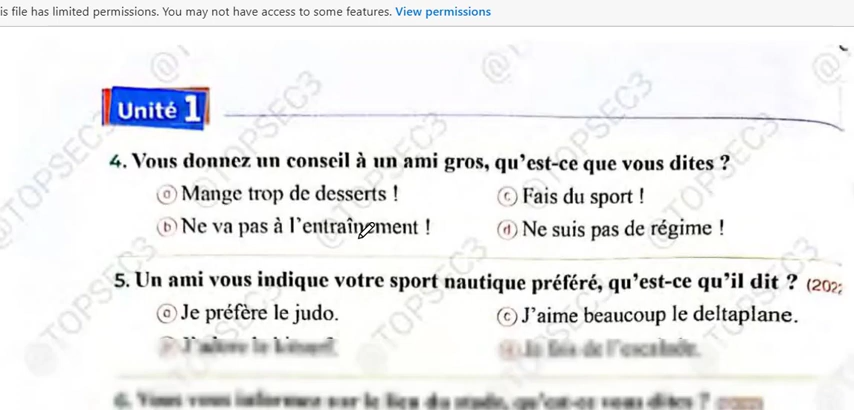 is file has limited permissions. You may not have access to some features. View permissions
Unité 1
4. Vous donnez un conseil à un ami gros, qu'est-ce que vous dites ?
ⓐ Mange trop de desserts !
ⓒ Fais du sport !
ⓑ Ne va pas à l'entraînement !
ⓓ Ne suis pas de régime !
5. Un ami vous indique votre sport nautique préféré, qu'est-ce qu'il dit ? (202
ⓐ Je préfère le judo.
ⓒ J'aime beaucoup le deltaplane.
@TOPSEC3